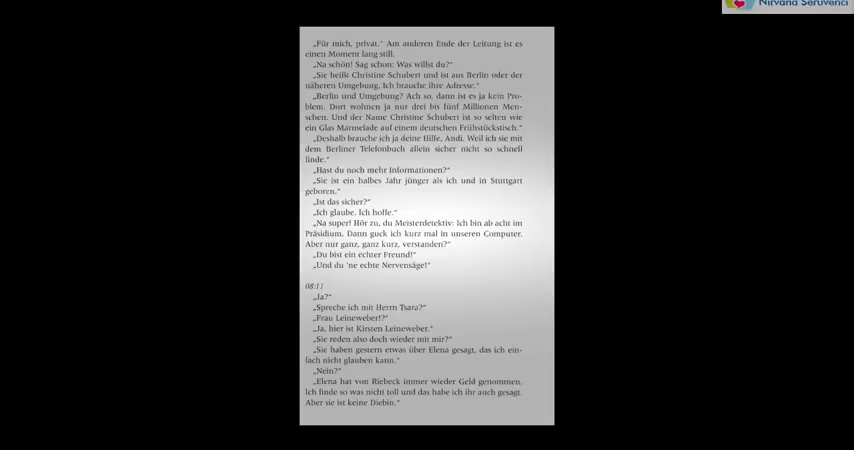 Nirvana Serüvenci
„Für mich, privat.“ Am anderen Ende der Leitung ist es
einen Moment lang still.
„Na schön! Sag schon: Was willst du?“
„Sie heißt Christine Schubert und ist aus Berlin oder der
näheren Umgebung. Ich brauche ihre Adresse.“
„Berlin und Umgebung? Ach so, dann ist es ja kein Pro-
blem. Dort wohnen ja nur drei bis fünf Millionen Men-
schen. Und der Name Christine Schubert ist so selten wie
ein Glas Marmelade auf einem deutschen Frühstückstisch.“
„Deshalb brauche ich ja deine Hilfe, Andi. Weil ich sie mit
dem Berliner Telefonbuch allein sicher nicht so schnell
finde.“
„Hast du noch mehr Informationen?“
„Sie ist ein halbes Jahr jünger als ich und in Stuttgart
geboren.“
„Ist das sicher?“
„Ich glaube. Ich hoffe.“
„Na super! Hör zu, du Meisterdetektiv: Ich bin ab acht im
Präsidium. Dann guck ich kurz mal in unseren Computer.
Aber nur ganz, ganz kurz, verstanden?“
„Du bist ein echter Freund!“
„Und du ’ne echte Nervensäge!“
08:11
„Ja?“
„Spreche ich mit Herrn Tsara?“
„Frau Leineweber!?“
„Ja, hier ist Kirsten Leineweber.“
„Sie reden also doch wieder mit mir?“
„Sie haben gestern etwas über Elena gesagt, das ich ein-
fach nicht glauben kann.“
„Nein?“
„Elena hat von Riebeck immer wieder Geld genommen.
Ich finde so was nicht toll und das habe ich ihr auch gesagt.
Aber sie ist keine Diebin.“